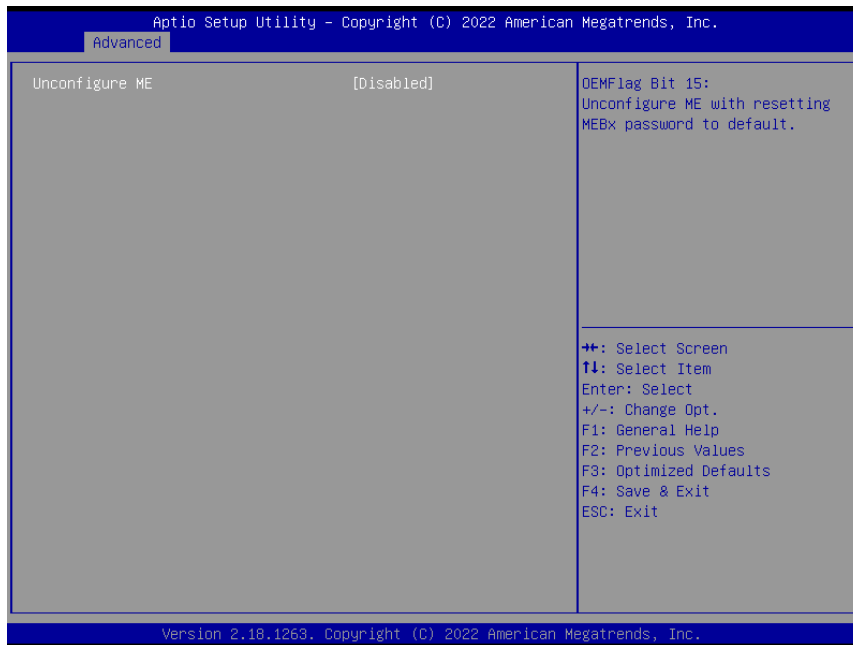 Aptio Setup Utility – Copyright (C) 2022 American Megatrends, Inc.
Advanced
Unconfigure ME [Disabled]
OEMFlag Bit 15:
Unconfigure ME with resetting
MEBx password to default.
→←: Select Screen
↑↓: Select Item
Enter: Select
+/-: Change Opt.
F1: General Help
F2: Previous Values
F3: Optimized Defaults
F4: Save & Exit
ESC: Exit
Version 2.18.1263. Copyright (C) 2022 American Megatrends, Inc.